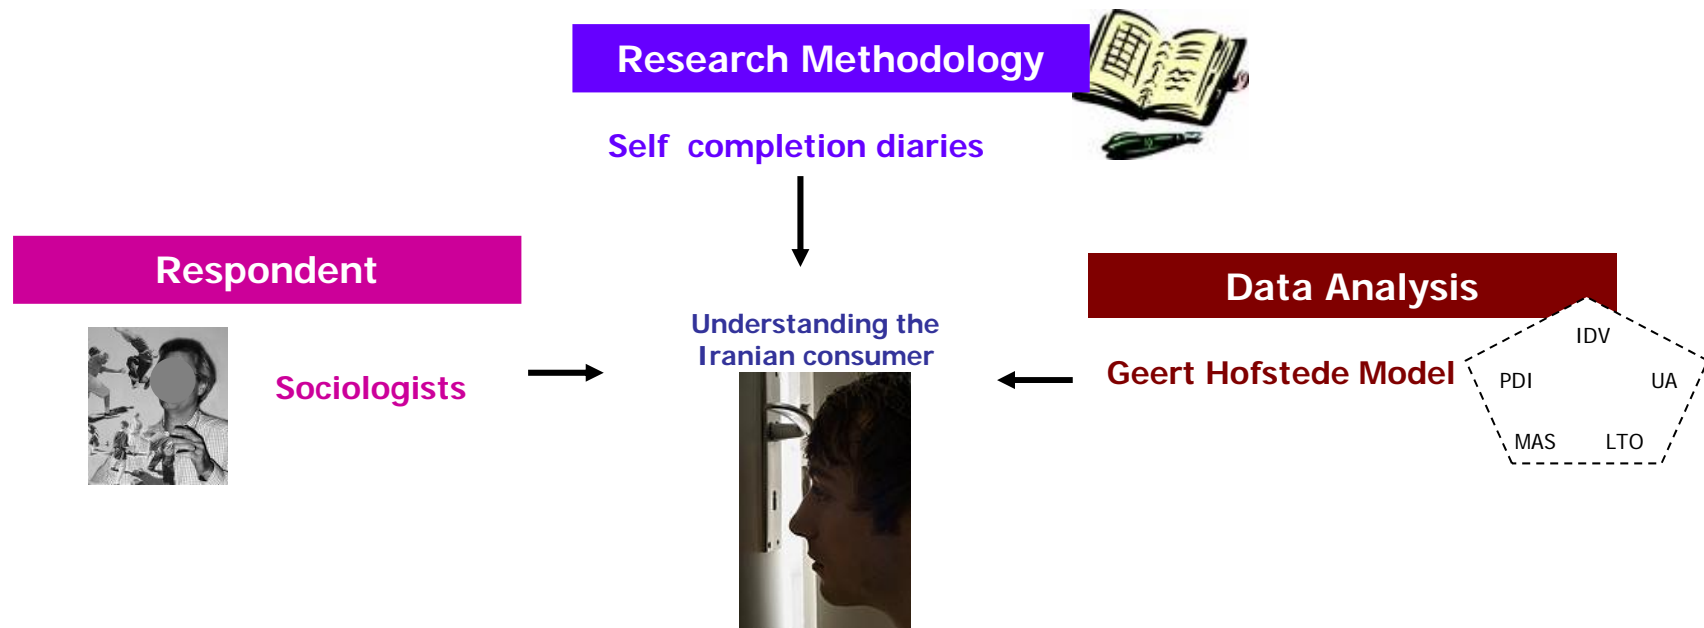 Research Methodology
Self completion diaries
Respondent
Sociologists
Understanding the
Iranian consumer
Data Analysis
Geert Hofstede Model
IDV
PDI UA
MAS LTO